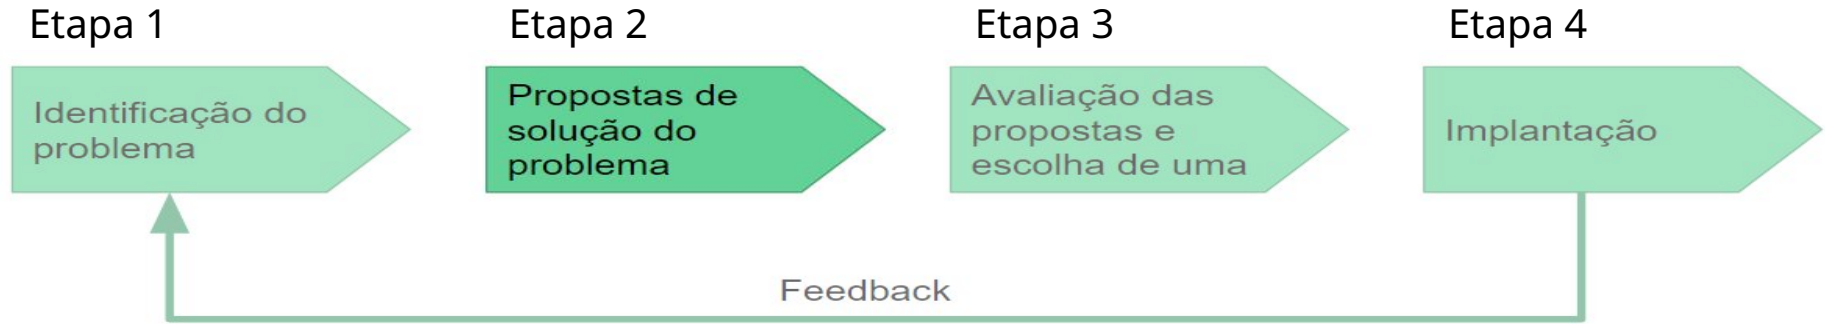 Etapa 1
Etapa 2
Etapa 3
Etapa 4
Identificação do
problema
Propostas de
solução do
problema
Avaliação das
propostas e
escolha de uma
Implantação
Feedback